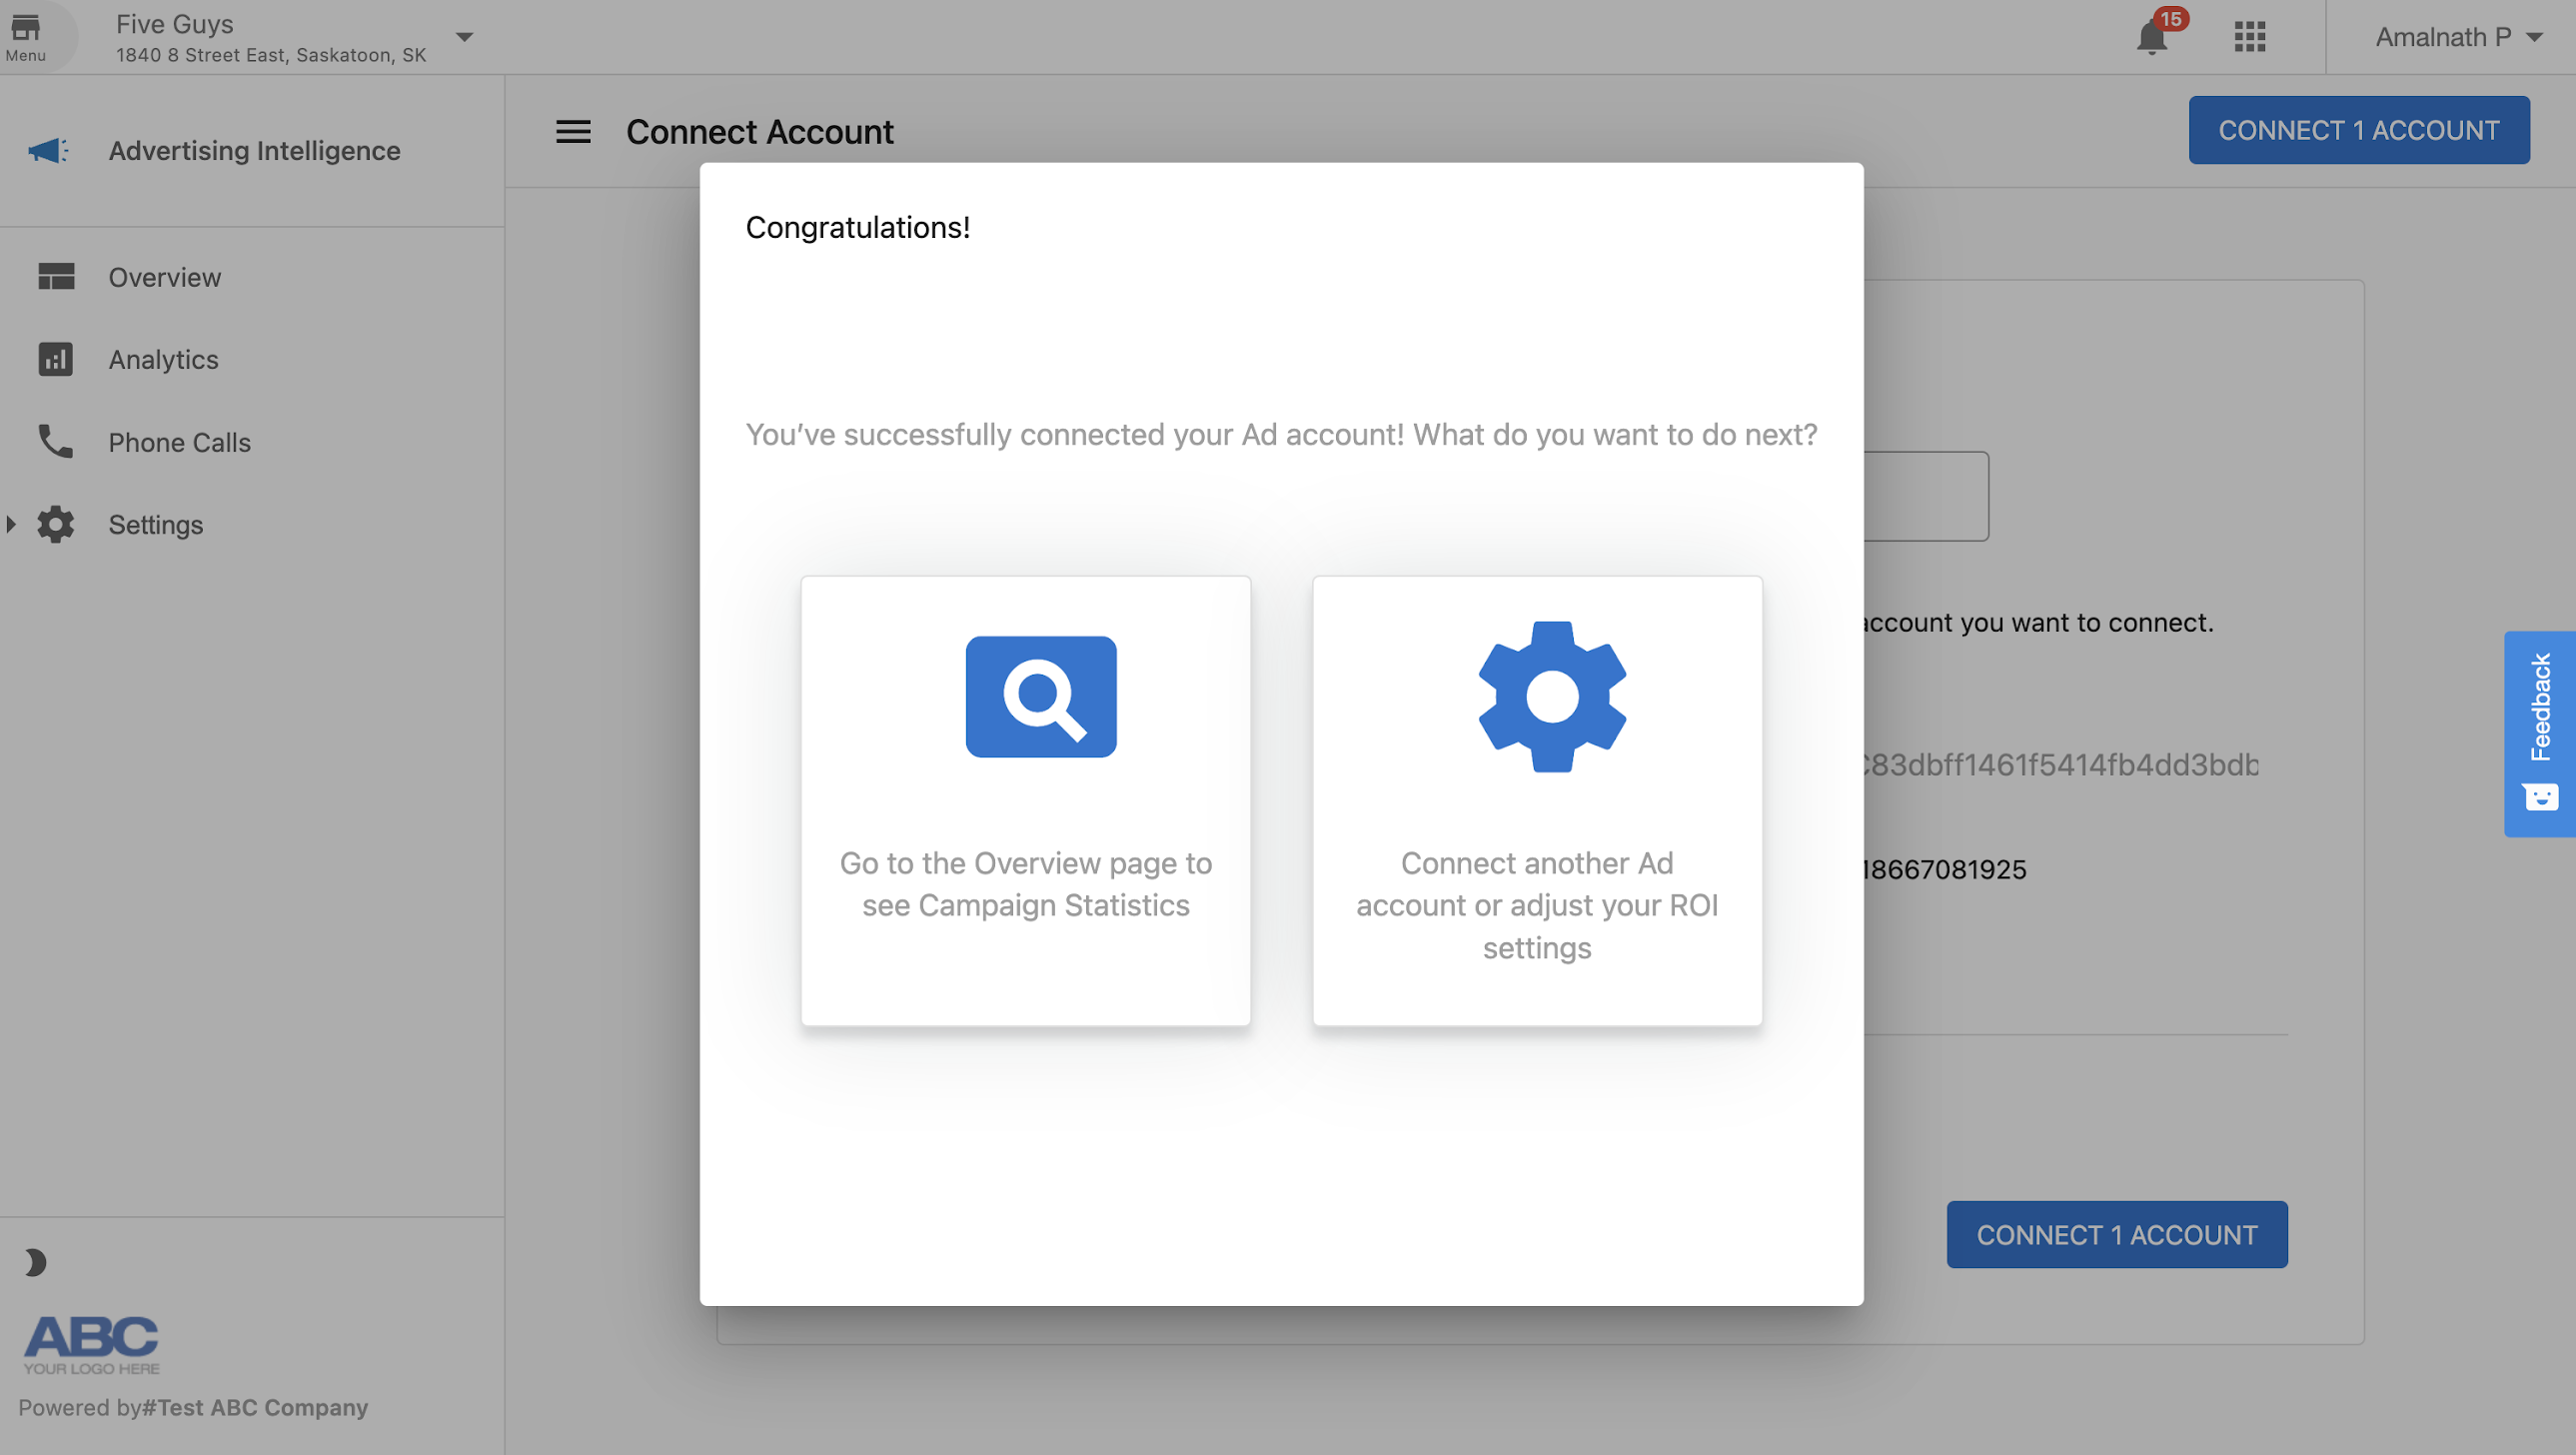 Menu
Five Guys
1840 8 Street East, Saskatoon, SK
15
Amalnath P
Advertising Intelligence
Connect Account
CONNECT 1 ACCOUNT
Overview
Analytics
Phone Calls
Settings
Congratulations!
You've successfully connected your Ad account! What do you want to do next?
Go to the Overview page to
see Campaign Statistics
Connect another Ad
account or adjust your ROI
settings
account you want to connect.
83dbff1461f5414fb4dd3bdb
18667081925
Feedback
CONNECT 1 ACCOUNT
ABC
YOUR LOGO HERE
Powered by#Test ABC Company